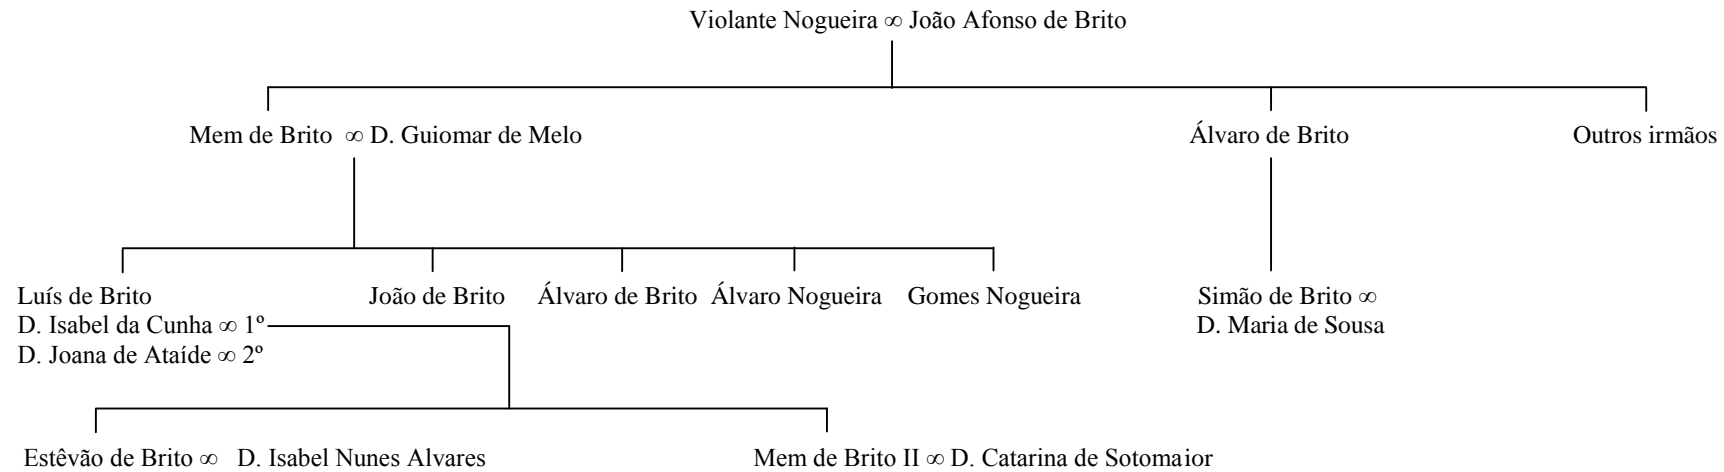 Violante Nogueira ∞ João Afonso de Brito
Mem de Brito ∞ D. Guiomar de Melo
Álvaro de Brito
Outros irmãos
Luís de Brito
D. Isabel da Cunha ∞ 1º
D. Joana de Ataíde ∞ 2º
João de Brito
Álvaro de Brito
Álvaro Nogueira
Gomes Nogueira
Simão de Brito ∞
D. Maria de Sousa
Estêvão de Brito ∞ D. Isabel Nunes Alvares
Mem de Brito II ∞ D. Catarina de Sotomaior